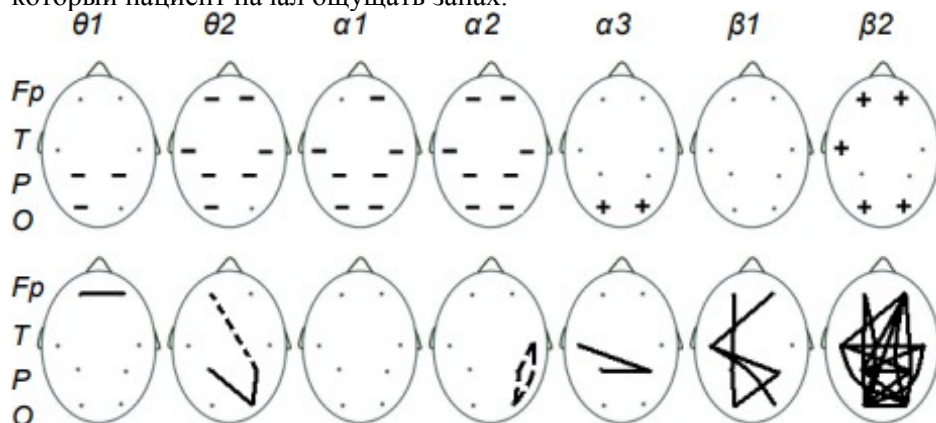 который пациент начал ощущать запах.
θ1 θ2 α1 α2 α3 β1 β2
Fp
T
P
O
Fp
T
P
O